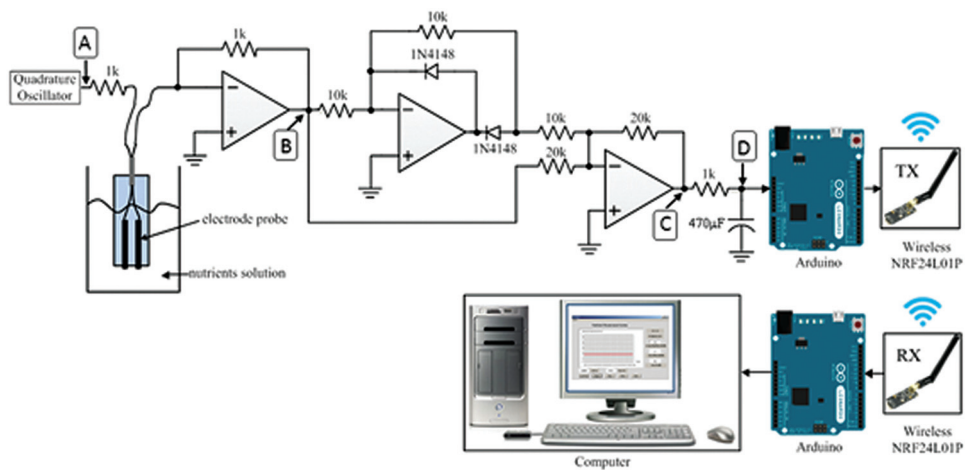 A
Quadrature
Oscillator
1k
1k
B
10k
10k
1N4148
1N4148
electrode probe
nutrients solution
10k
20k
20k
C
1k
D
470µF
Arduino
TX
Wireless
NRF24L01P
Computer
Arduino
RX
Wireless
NRF24L01P